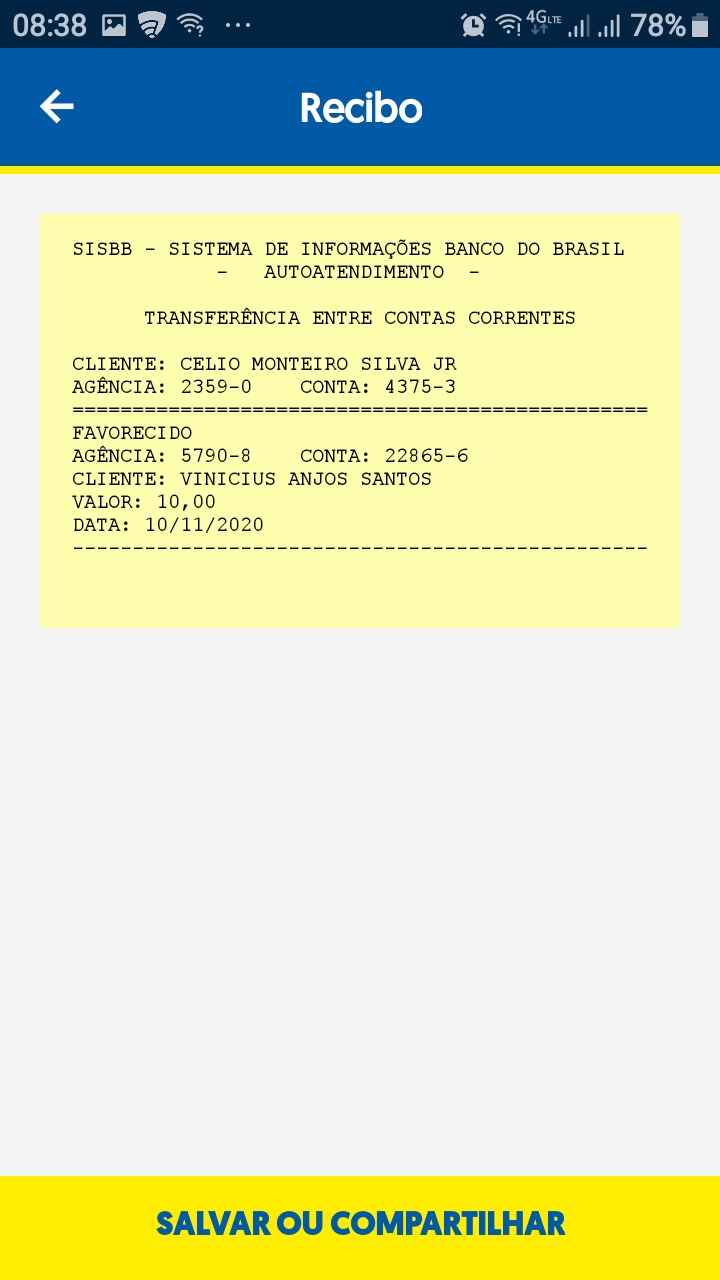 08:38 4G LTE 78%
Recibo
SISBB - SISTEMA DE INFORMAÇÕES BANCO DO BRASIL
- AUTOATENDIMENTO -
TRANSFERÊNCIA ENTRE CONTAS CORRENTES
CLIENTE: CELIO MONTEIRO SILVA JR
AGÊNCIA: 2359-0 CONTA: 4375-3
================================================
FAVORECIDO
AGÊNCIA: 5790-8 CONTA: 22865-6
CLIENTE: VINICIUS ANJOS SANTOS
VALOR: 10,00
DATA: 10/11/2020
------------------------------------------------
SALVAR OU COMPARTILHAR